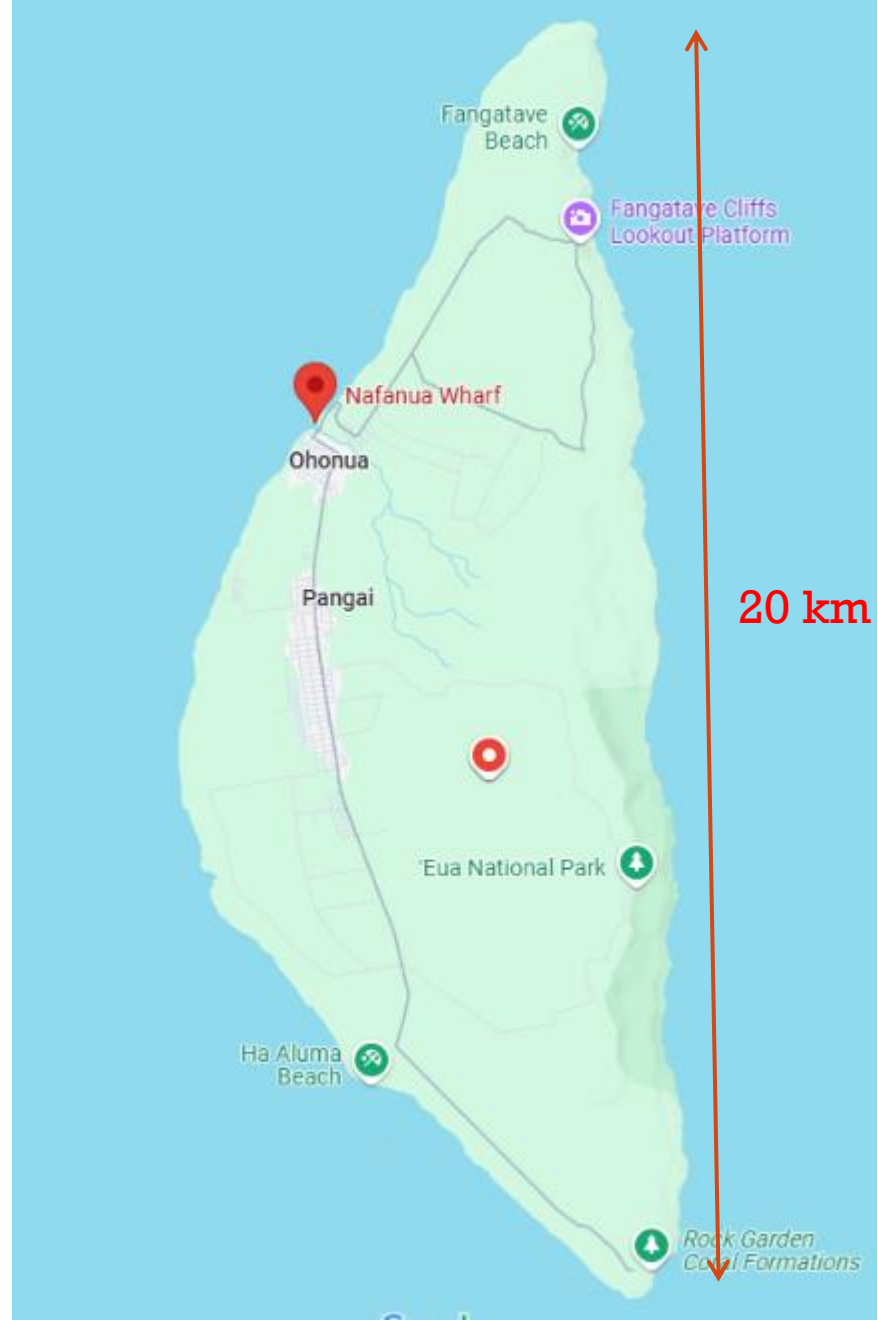 Fangatave
Beach
Fangatave Cliffs
Lookout Platform
Nafanua Wharf
Ohonua
Pangai
20 km
'Eua National Park
Ha Aluma
Beach
Rock Garden
Coral Formations